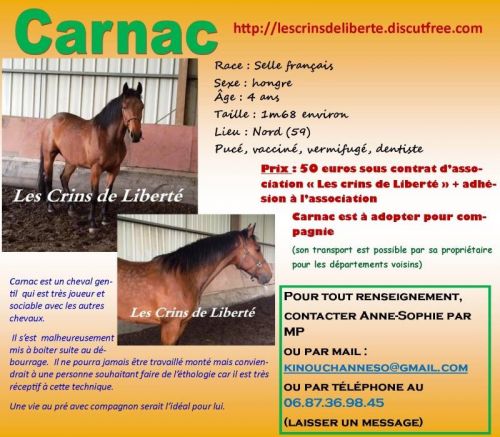 Carnac
http://lescrinsdeliberte.discutfree.com
Race : Selle français
Sexe : hongre
Âge : 4 ans
Taille : 1m68 environ
Lieu : Nord (59)
Pucé, vacciné, vermifugé, dentiste
Les Crins de Liberté
Prix : 50 euros sous contrat d'asso-
ciation « Les crins de Liberté » + adhé-
sion à l'association
Carnac est à adopter pour com-
pagnie
(son transport est possible par sa propriétaire
pour les départements voisins)
Les Crins de Liberté
Carnac est un cheval gen-
til qui est très joueur et
sociable avec les autres
chevaux.
Il s'est malheureusement
mis à boiter suite au dé-
bourrage. Il ne pourra jamais être travaillé monté mais convien-
drait à une personne souhaitant faire de l'éthologie car il est très
réceptif à cette technique.
Une vie au pré avec compagnon serait l'idéal pour lui.
Pour tout renseignement,
contacter Anne-Sophie par
MP
ou par mail :
kinouchanneso@gmail.com
ou par téléphone au
06.87.36.98.45
(laisser un message)